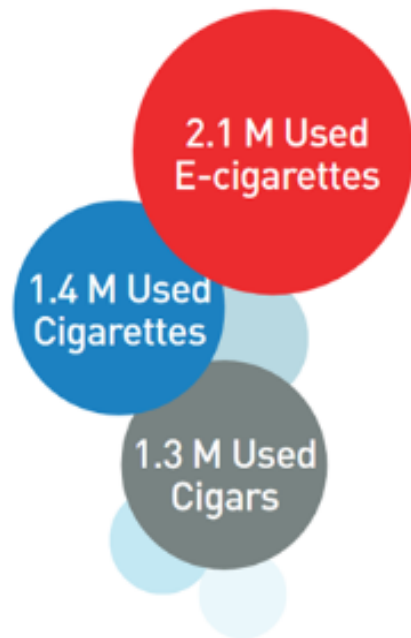 2.1 M Used
E-cigarettes
1.4 M Used
Cigarettes
1.3 M Used
Cigars